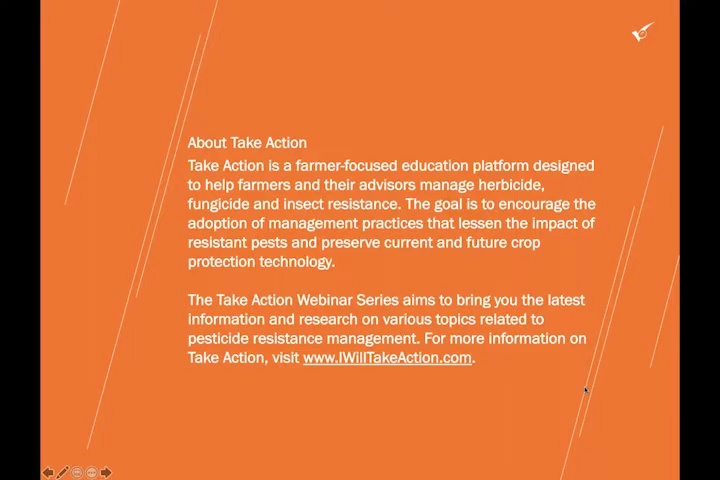 About Take Action
Take Action is a farmer-focused education platform designed
to help farmers and their advisors manage herbicide,
fungicide and insect resistance. The goal is to encourage the
adoption of management practices that lessen the impact of
resistant pests and preserve current and future crop
protection technology.
The Take Action Webinar Series aims to bring you the latest
information and research on various topics related to
pesticide resistance management. For more information on
Take Action, visit www.IWillTakeAction.com.